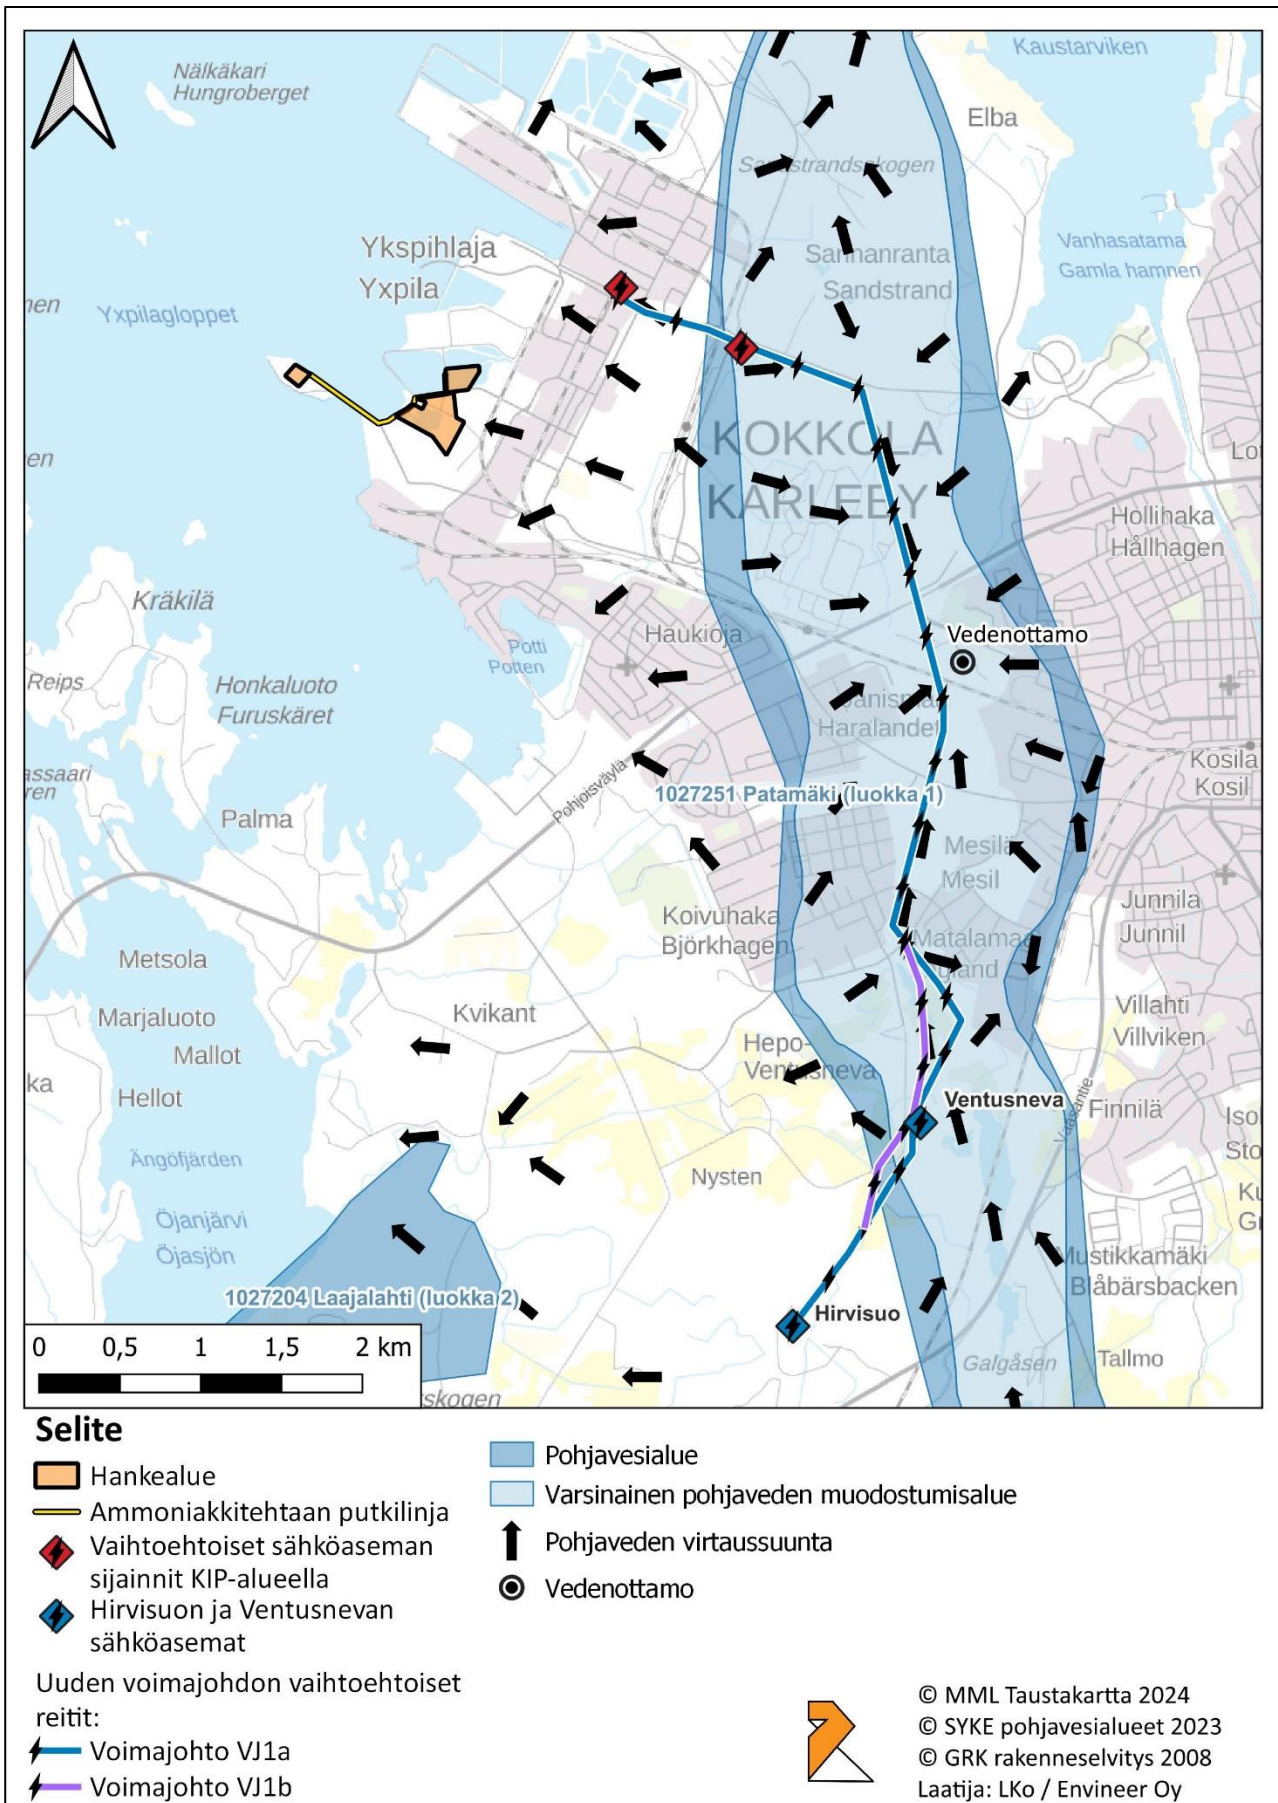 Nälkäkari
Hungroberget
Kaustarviken
Elba
Sandstrandsskogen
Ykspihlaja
Yxpila
Sannanranta
Sandstrand
Vanhasatama
Gamla hamnen
Yxpilagloppet
KOKKOLA
KARLEBY
Hollihaka
Hållhagen
Kräkilä
Haukioja
Vedenottamo
Potti
Potten
Reips
Honkaluoto
Furuskäret
Haralandet
Kosila
Kosil
Pohjoisväylä
1027251 Patamäki (luokka 1)
Palma
Mesilä
Mesil
Koivuhaka
Björkhagen
Junnila
Junnil
Metsola
Marjaluoto
Mallot
Kvikant
Villahti
Villviken
Hepo-
Ventusneva
Hellot
Ventusneva
Finnilä
Vaasantie
Ängöfjärden
Nysten
Öjanjärvi
Öjasjön
Mustikkamäki
Blåbärsbacken
1027204 Laajalahti (luokka 2)
Hirvisuo
Galgåsen
Tallmo
0 0,5 1 1,5 2 km
Selite
Hankealue
Ammoniakkitehtaan putkilinja
Vaihtoehtoiset sähköaseman
sijainnit KIP-alueella
Hirvisuon ja Ventusnevan
sähköasemat
Uuden voimajohdon vaihtoehtoiset
reitit:
Voimajohto VJ1a
Voimajohto VJ1b
Pohjavesialue
Varsinainen pohjaveden muodostumisalue
Pohjaveden virtaussuunta
Vedenottamo
© MML Taustakartta 2024
© SYKE pohjavesialueet 2023
© GRK rakenneselvitys 2008
Laatija: LKo / Envineer Oy